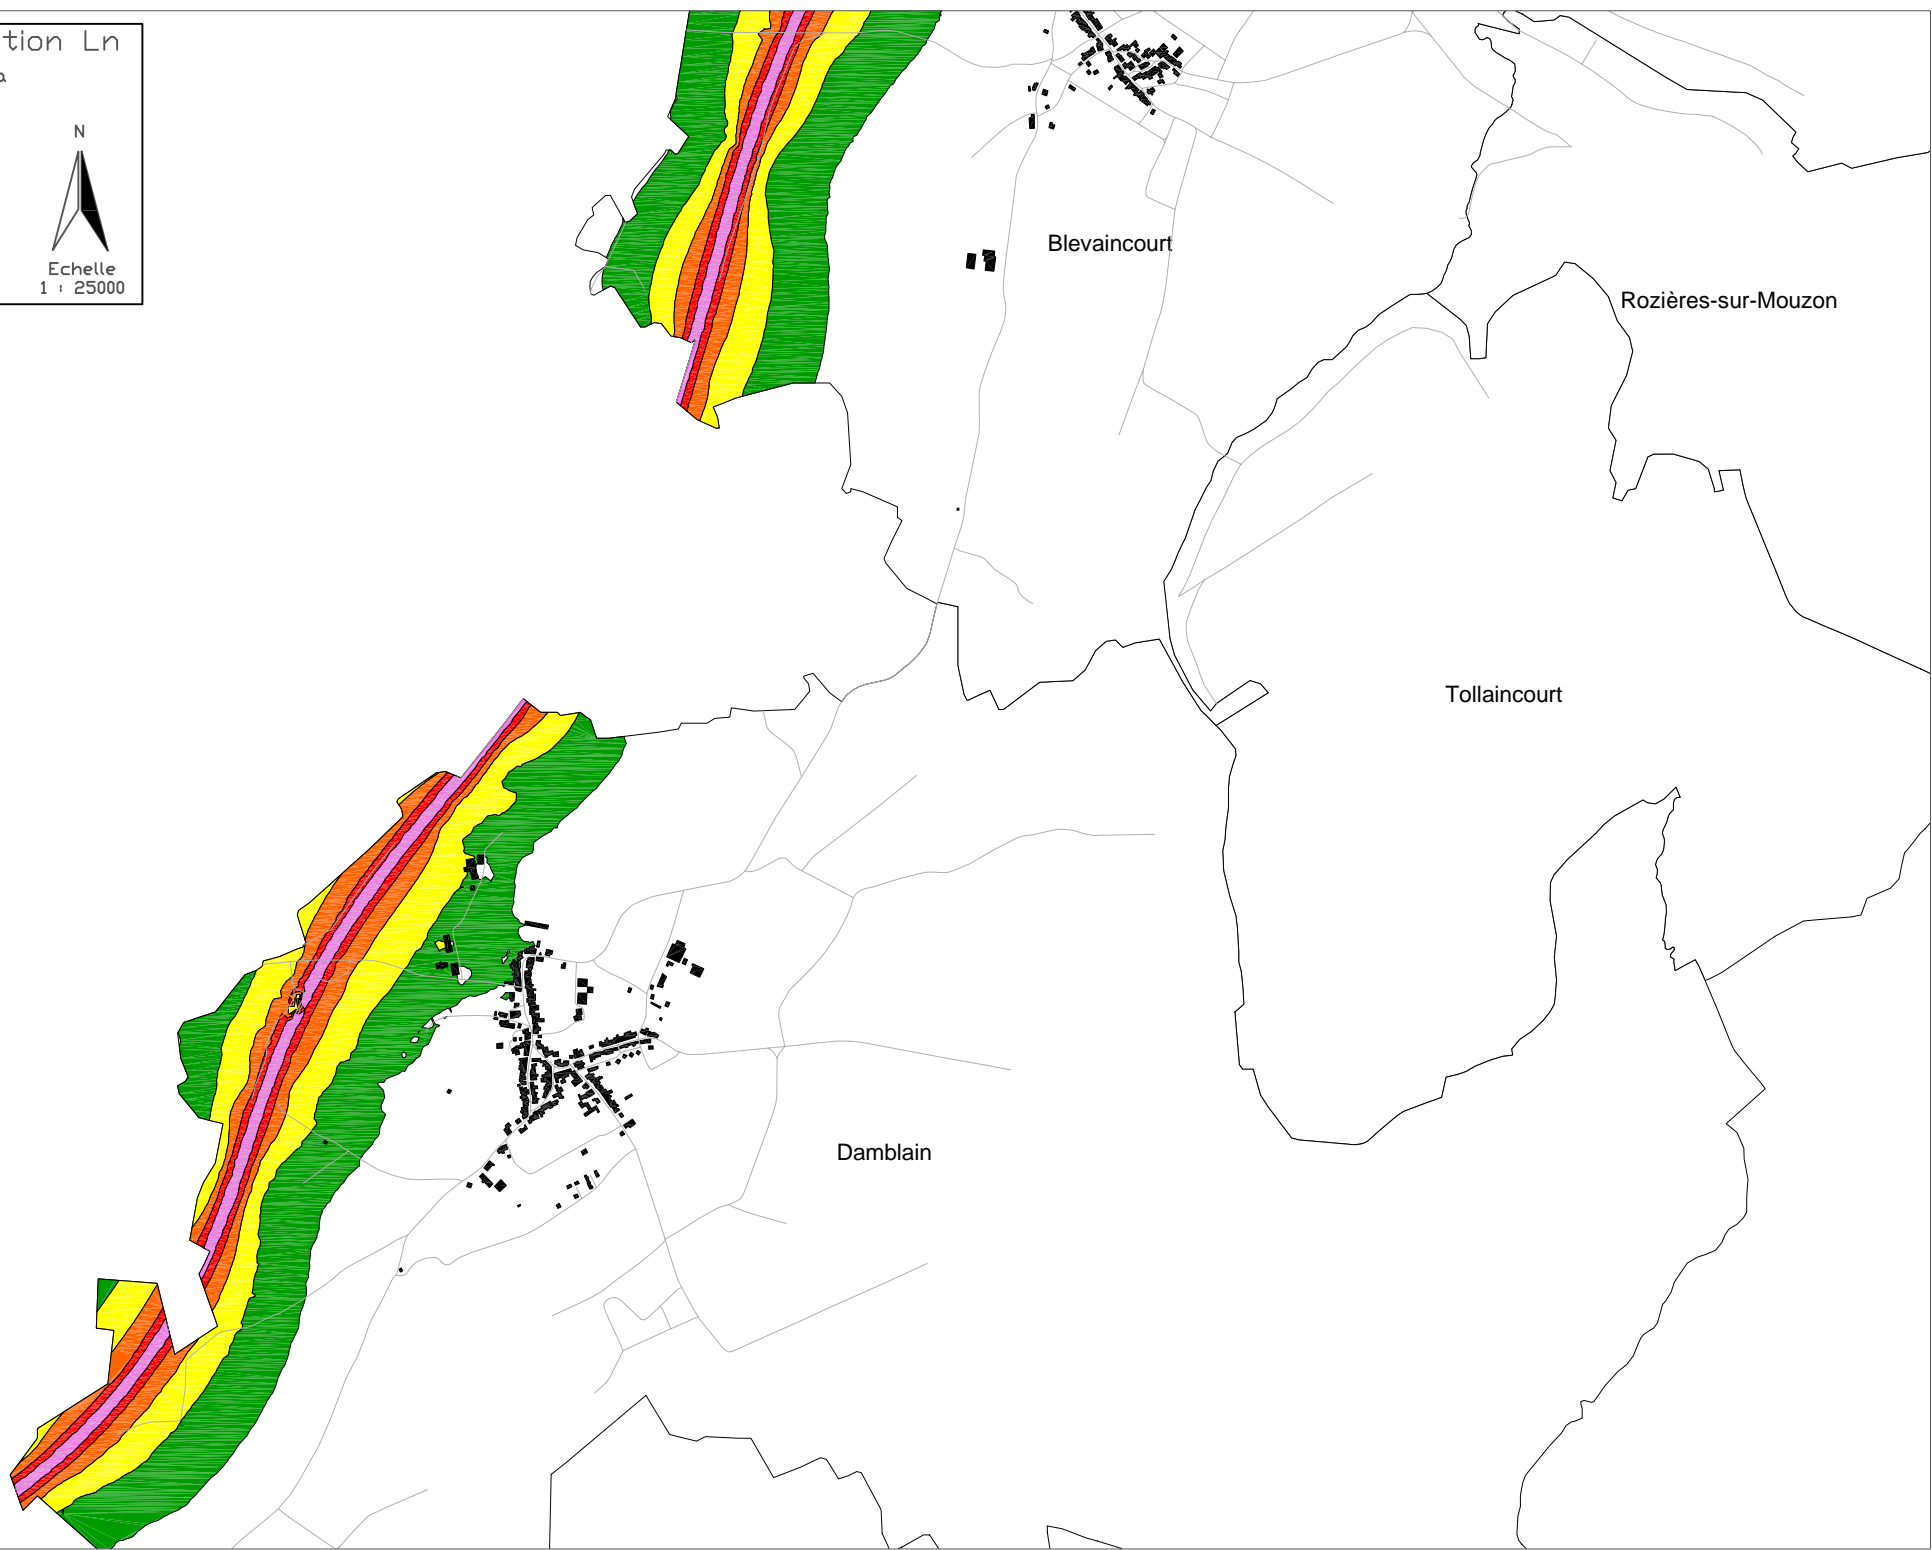 tion Ln
a
N
Echelle
1 : 25000
Blevaincourt
Rozières-sur-Mouzon
Tollaincourt
Damblain